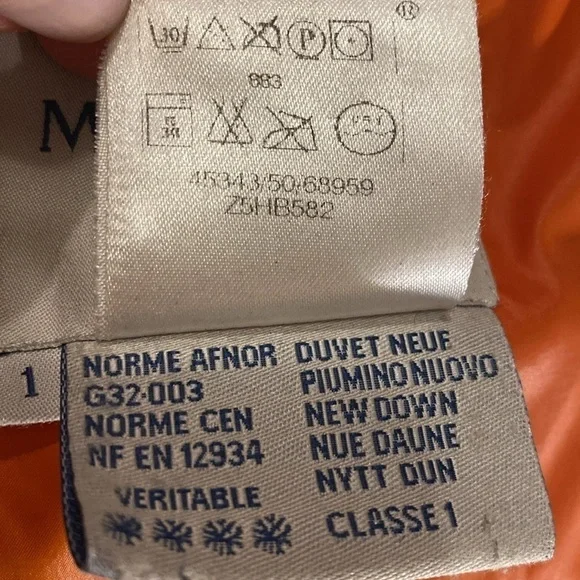 ®
30
P
883
M
45343/50/68959
Z5HB582
1
NORME AFNOR
G32-003
NORME CEN
NF EN 12934
VERITABLE
DUVET NEUF
PIUMINO NUOVO
NEW DOWN
NUE DAUNE
NYTT DUN
CLASSE 1